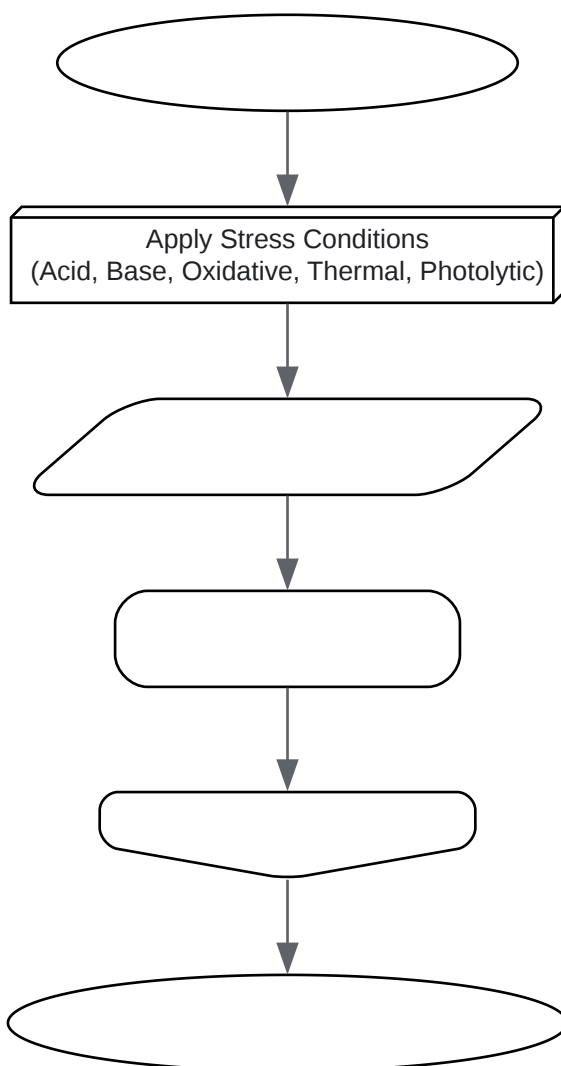 Apply Stress Conditions
(Acid, Base, Oxidative, Thermal, Photolytic)